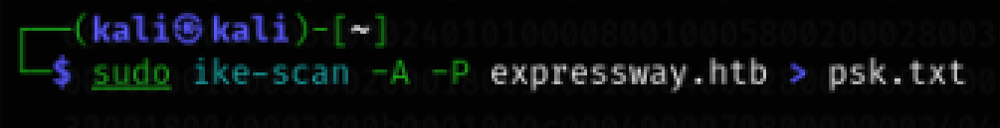 ┌──(kali㉿kali)-[~]
└─$ sudo ike-scan -A -P expressway.htb > psk.txt